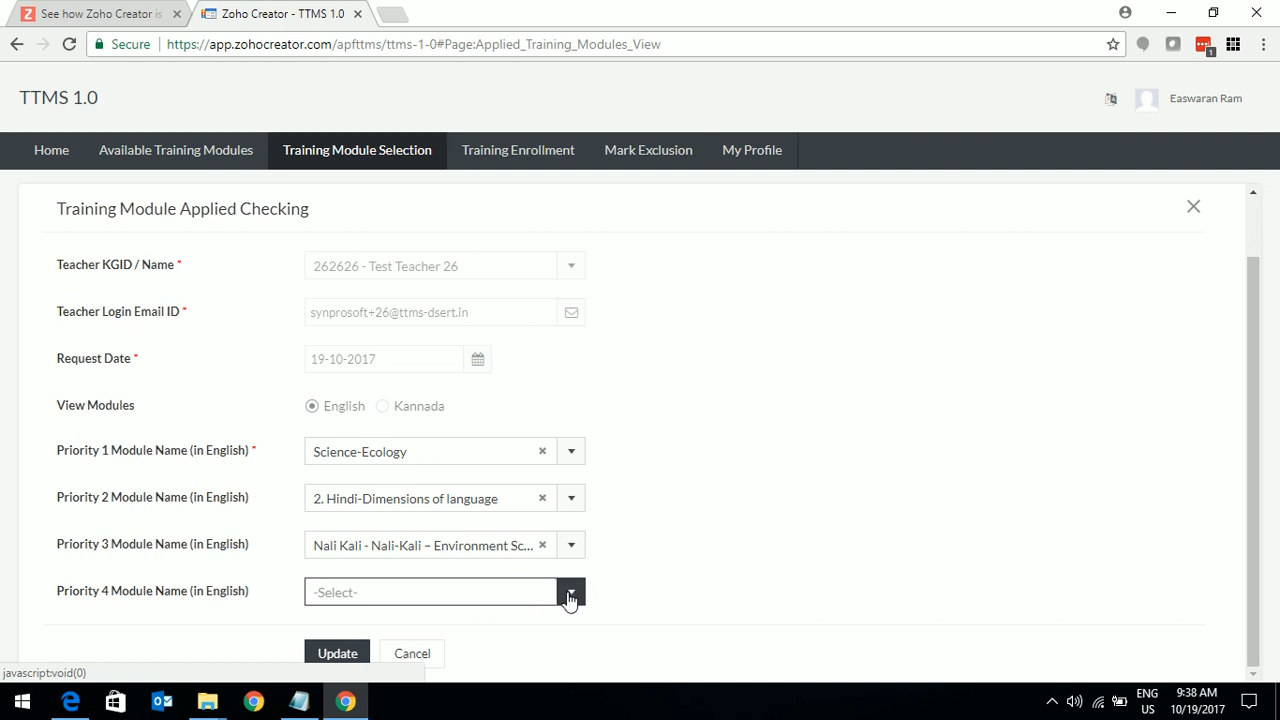 See how Zoho Creator is
Zoho Creator - TTMS 1.0
Secure
https://app.zohocreator.com/apfttms/ttms-1-0#Page:Applied_Training_Modules_View
1
TTMS 1.0
Easwaran Ram
Home
Available Training Modules
Training Module Selection
Training Enrollment
Mark Exclusion
My Profile
Training Module Applied Checking
Teacher KGID / Name *
262626 - Test Teacher 26
Teacher Login Email ID *
synprosoft+26@ttms-dsert.in
Request Date *
19-10-2017
View Modules
English
Kannada
Priority 1 Module Name (in English) *
Science-Ecology
Priority 2 Module Name (in English)
2. Hindi-Dimensions of language
Priority 3 Module Name (in English)
Nali Kali - Nali-Kali – Environment Sc...
Priority 4 Module Name (in English)
-Select-
Update
Cancel
javascript:void(0)
ENG
US
9:38 AM
10/19/2017